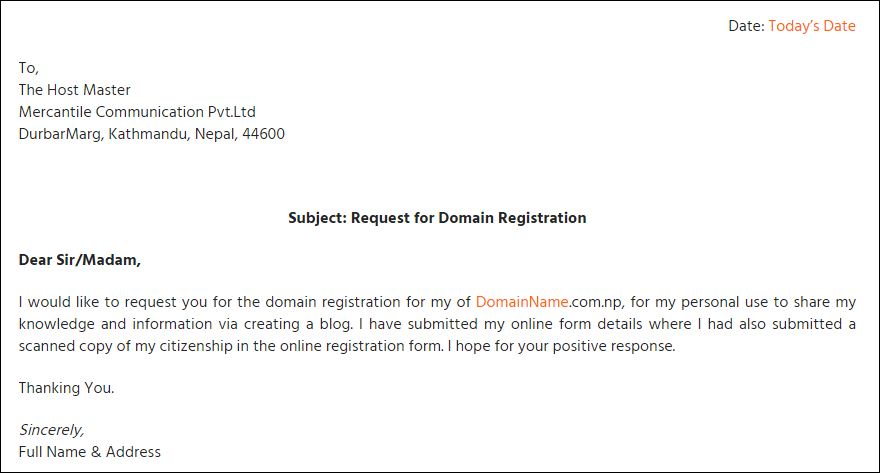 Date: Today's Date
To,
The Host Master
Mercantile Communication Pvt.Ltd
DurbarMarg, Kathmandu, Nepal, 44600
Subject: Request for Domain Registration
Dear Sir/Madam,
I would like to request you for the domain registration for my of DomainName.com.np, for my personal use to share my
knowledge and information via creating a blog. I have submitted my online form details where I had also submitted a
scanned copy of my citizenship in the online registration form. I hope for your positive response.
Thanking You.
Sincerely,
Full Name & Address